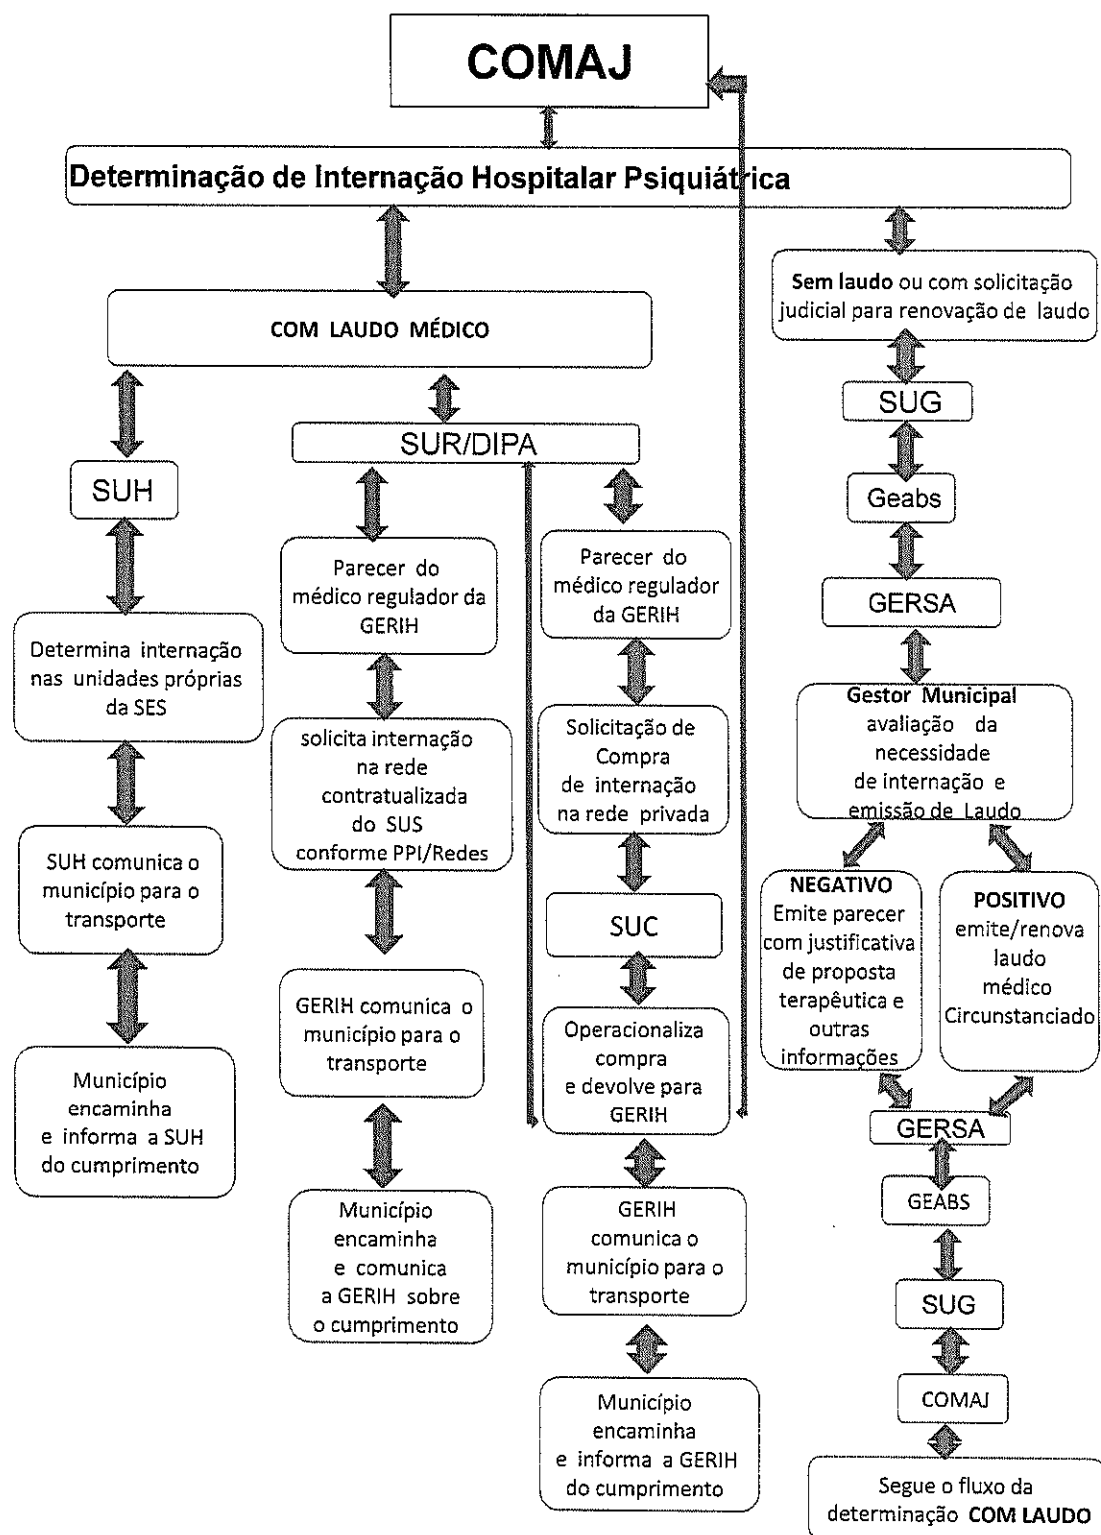 COMAJ
Determinação de Internação Hospitalar Psiquiátrica
COM LAUDO MÉDICO
SUH
Determina internação
nas unidades próprias
da SES
SUH comunica o
município para o
transporte
Município
encaminha
e informa a SUH
do cumprimento
SUR/DIPA
Parecer do
médico regulador da
GERIH
solicita internação
na rede
contratualizada
do SUS
conforme PPI/Redes
GERIH comunica o
município para o
transporte
Município
encaminha
e comunica
a GERIH sobre
o cumprimento
Parecer do
médico regulador
da GERIH
Solicitação de
Compra
de internação
na rede privada
SUC
Operacionaliza
compra
e devolve para
GERIH
GERIH
comunica o
município para o
transporte
Município
encaminha
e informa a GERIH
do cumprimento
Sem laudo ou com solicitação
judicial para renovação de laudo
SUG
Geabs
GERSA
Gestor Municipal
avaliação da
necessidade
de internação e
emissão de Laudo
NEGATIVO
Emite parecer
com justificativa
de proposta
terapêutica e
outras
informações
POSITIVO
emite/renova
laudo
médico
Circunstanciado
GERSA
GEABS
SUG
COMAJ
Segue o fluxo da
determinação COM LAUDO